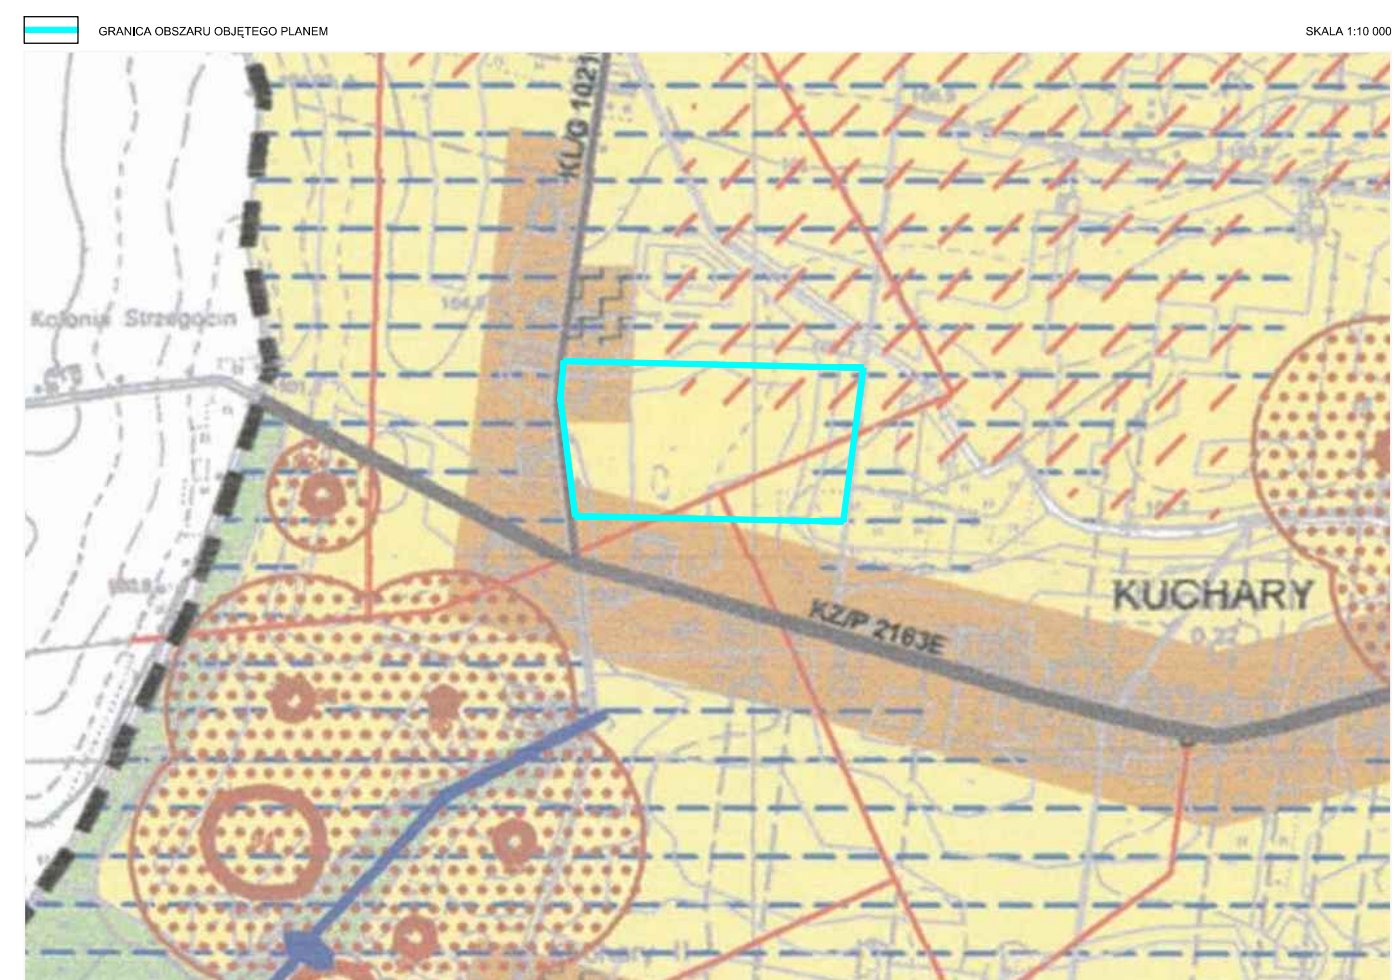 GRANICA OBSZARU OBJĘTEGO PLANEM
SKALA 1:10 000
KL/G 1021
Kolonia Strzegocin
KUCHARY
KZ/P 2163E